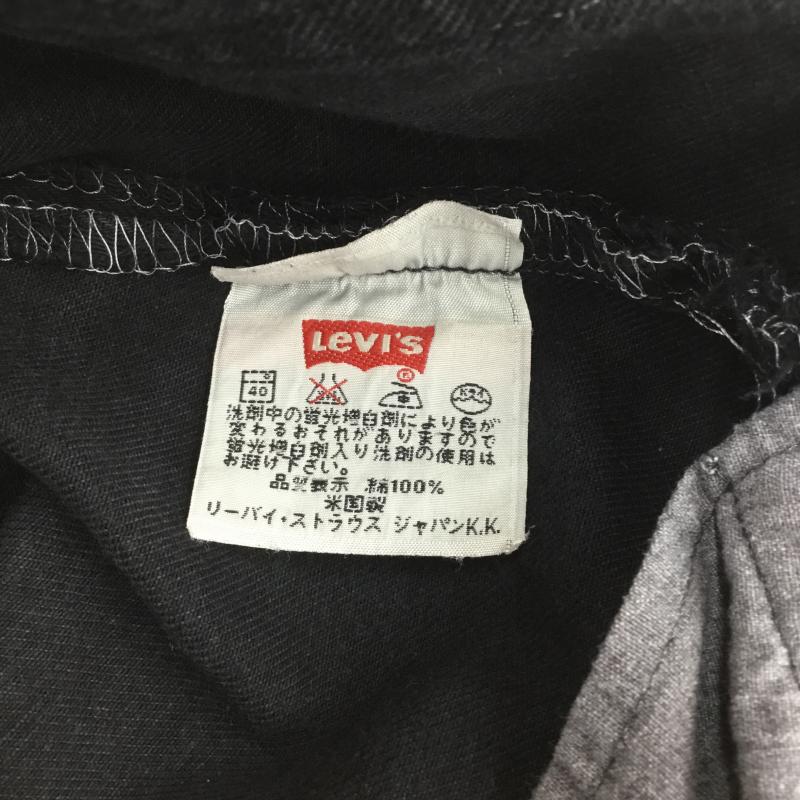 Levi's
®
40
洗剤中の蛍光増白剤により色が
変わるおそれがありますので
蛍光増白剤入り洗剤の使用は
お避け下さい。
品質表示 綿100%
米国製
リーバイ・ストラウス ジャパンK.K.